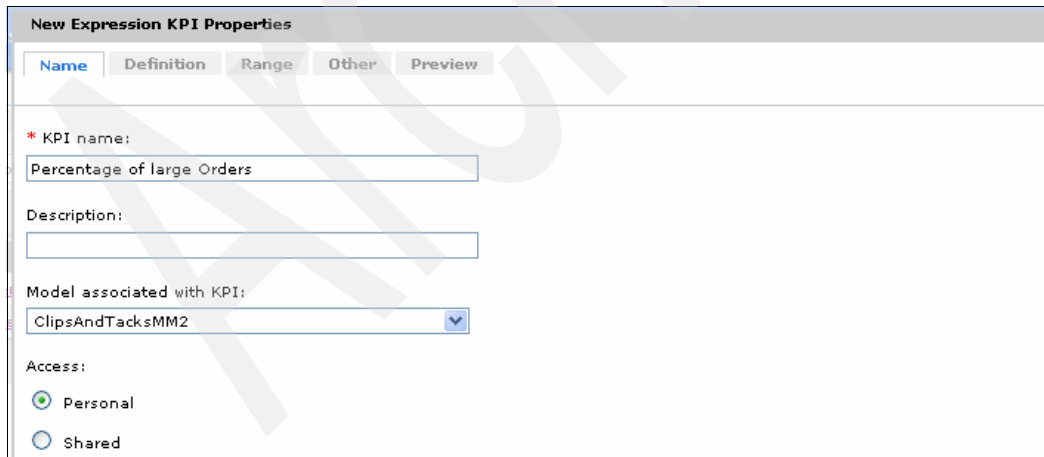 New Expression KPI Properties
Name Definition Range Other Preview
* KPI name:
Percentage of large Orders
Description:
Model associated with KPI:
ClipsAndTacksMM2
Access:
Personal
Shared